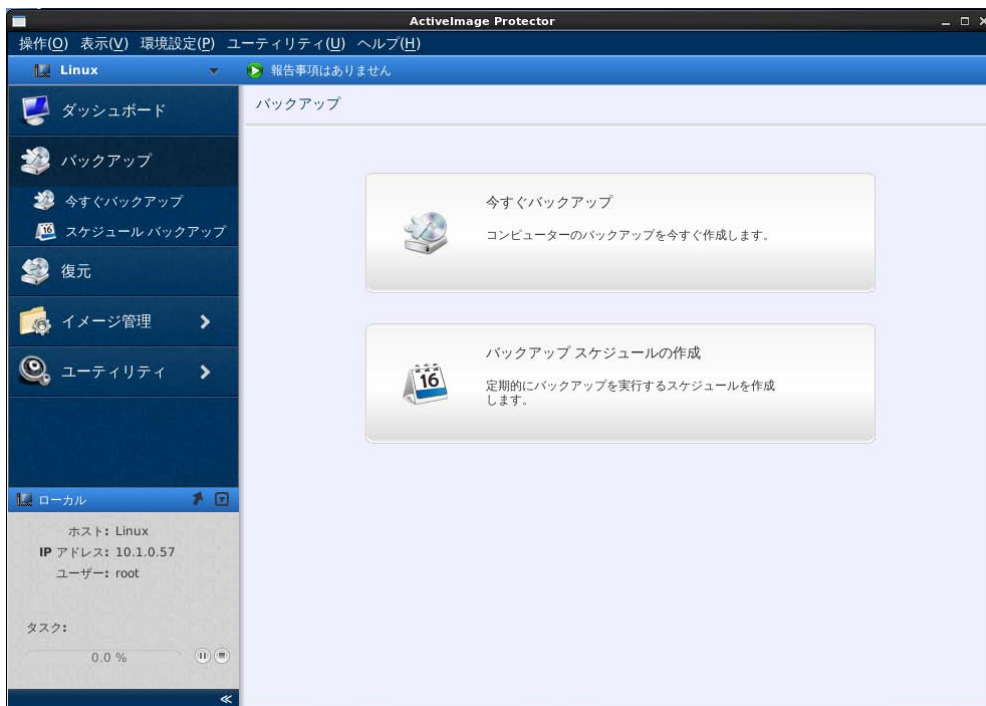 ActiveImage Protector
操作(O) 表示(V) 環境設定(P) ユーティリティ(U) ヘルプ(H)
Linux
報告事項はありません
ダッシュボード
バックアップ
今すぐバックアップ
スケジュール バックアップ
復元
イメージ管理
ユーティリティ
ローカル
ホスト: Linux
IP アドレス: 10.1.0.57
ユーザー: root
タスク:
0.0 %
バックアップ
今すぐバックアップ
コンピューターのバックアップを今すぐ作成します。
16
バックアップ スケジュールの作成
定期的にバックアップを実行するスケジュールを作成
します。